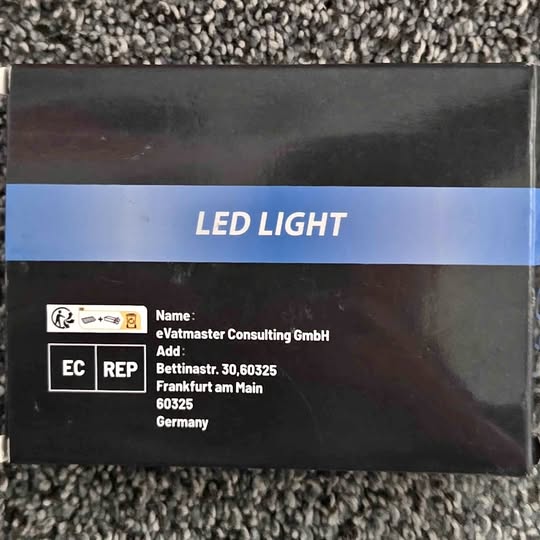 LED LIGHT
Name:
eVatmaster Consulting GmbH
Add:
Bettinastr. 30,60325
Frankfurt am Main
60325
Germany
EC REP